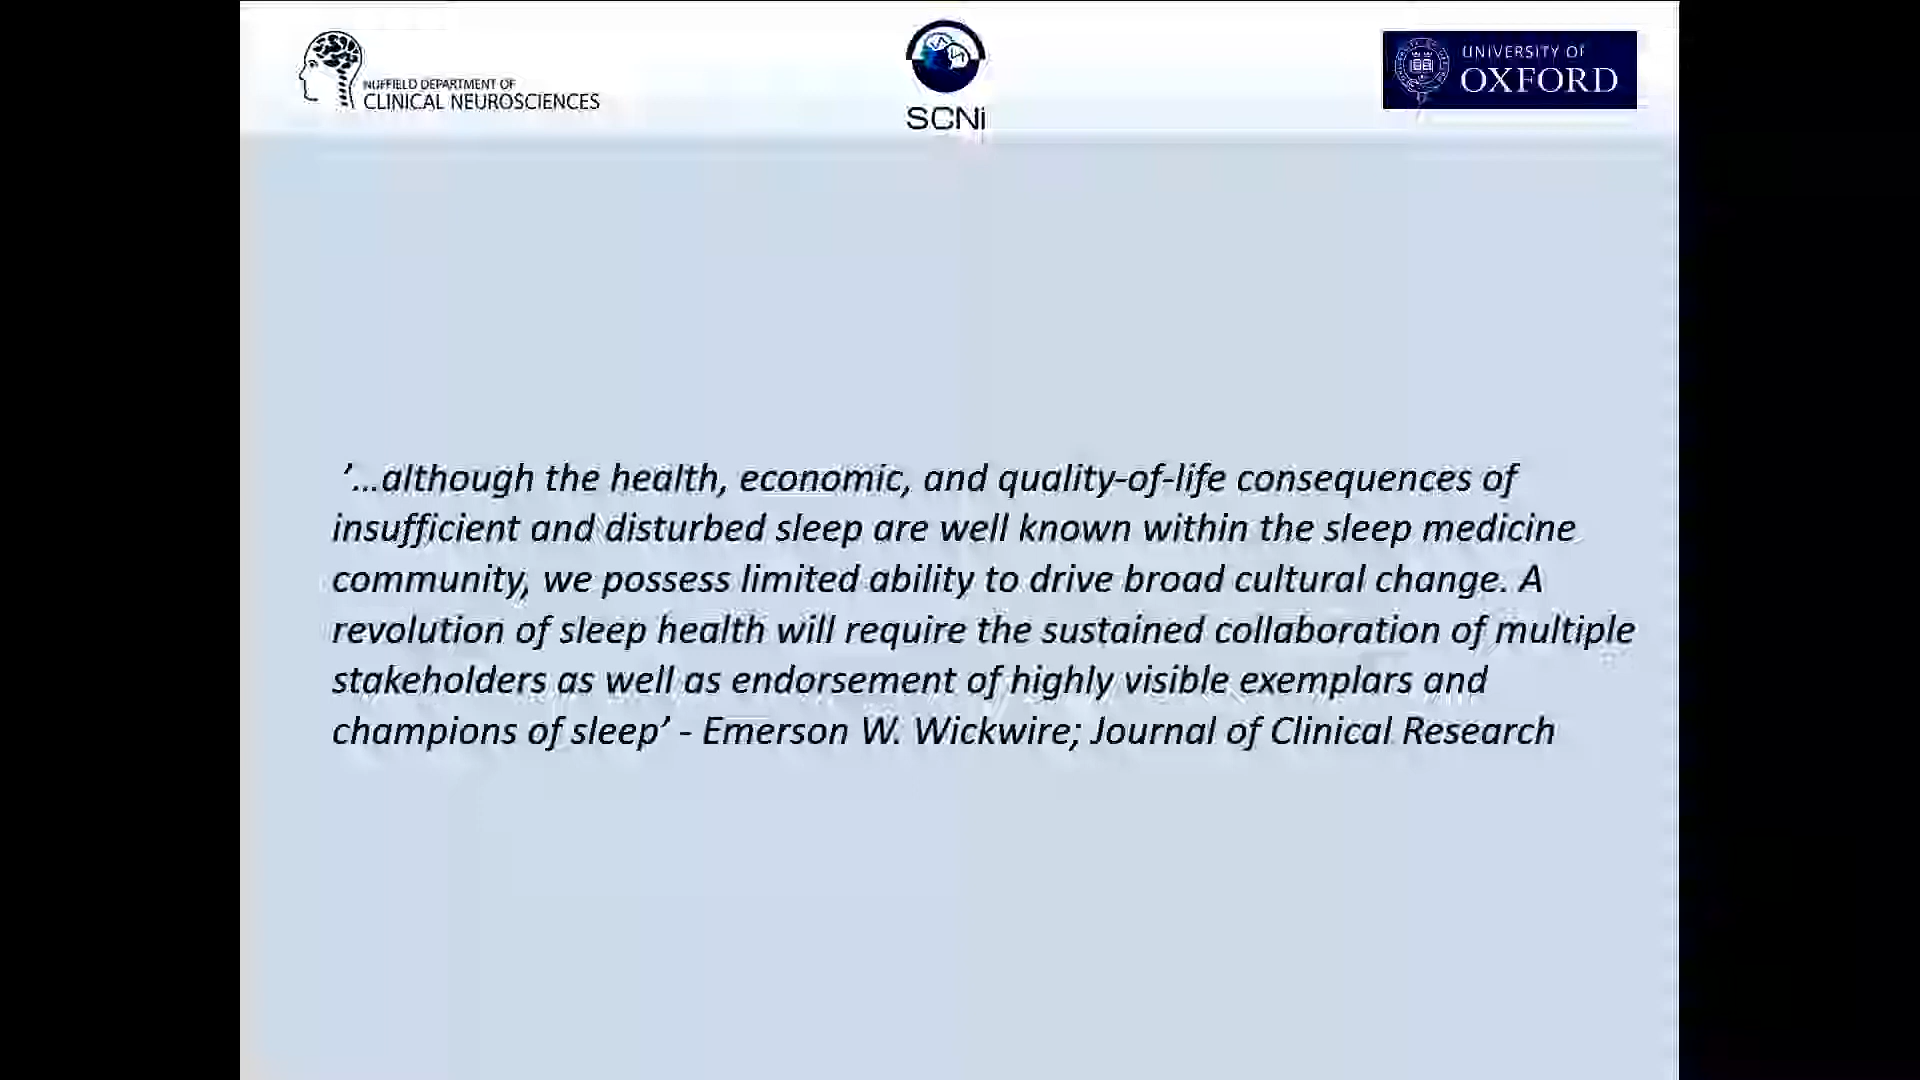 NUFFIELD DEPARTMENT OF
CLINICAL NEUROSCIENCES
SCNi
UNIVERSITY OF
OXFORD
’...although the health, economic, and quality-of-life consequences of
insufficient and disturbed sleep are well known within the sleep medicine
community, we possess limited ability to drive broad cultural change. A
revolution of sleep health will require the sustained collaboration of multiple
stakeholders as well as endorsement of highly visible exemplars and
champions of sleep’ - Emerson W. Wickwire; Journal of Clinical Research